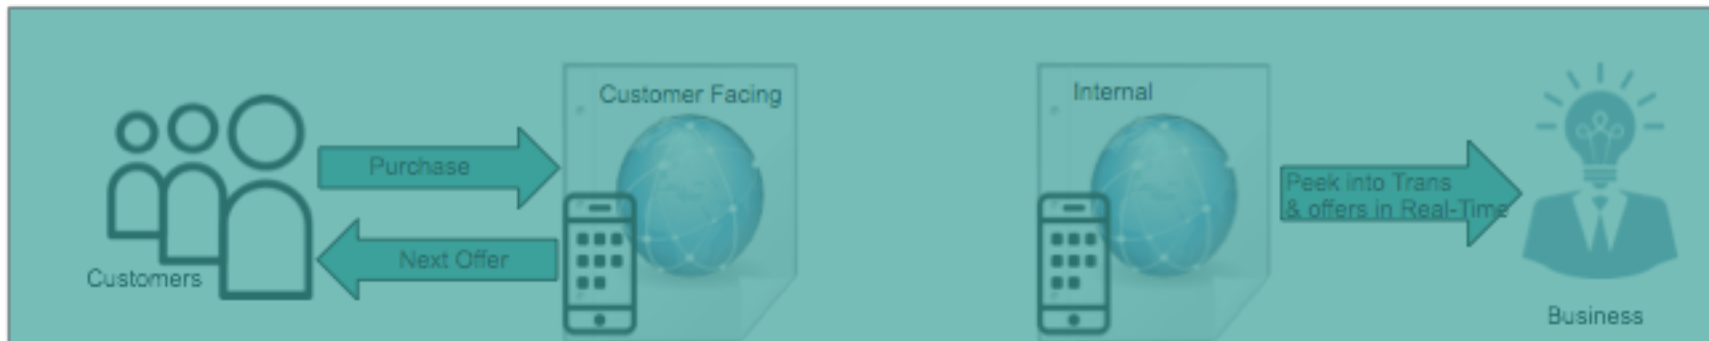 Customer Facing
Internal
Purchase
Peek into Trans
& offers in Real-Time
Next Offer
Customers
Business